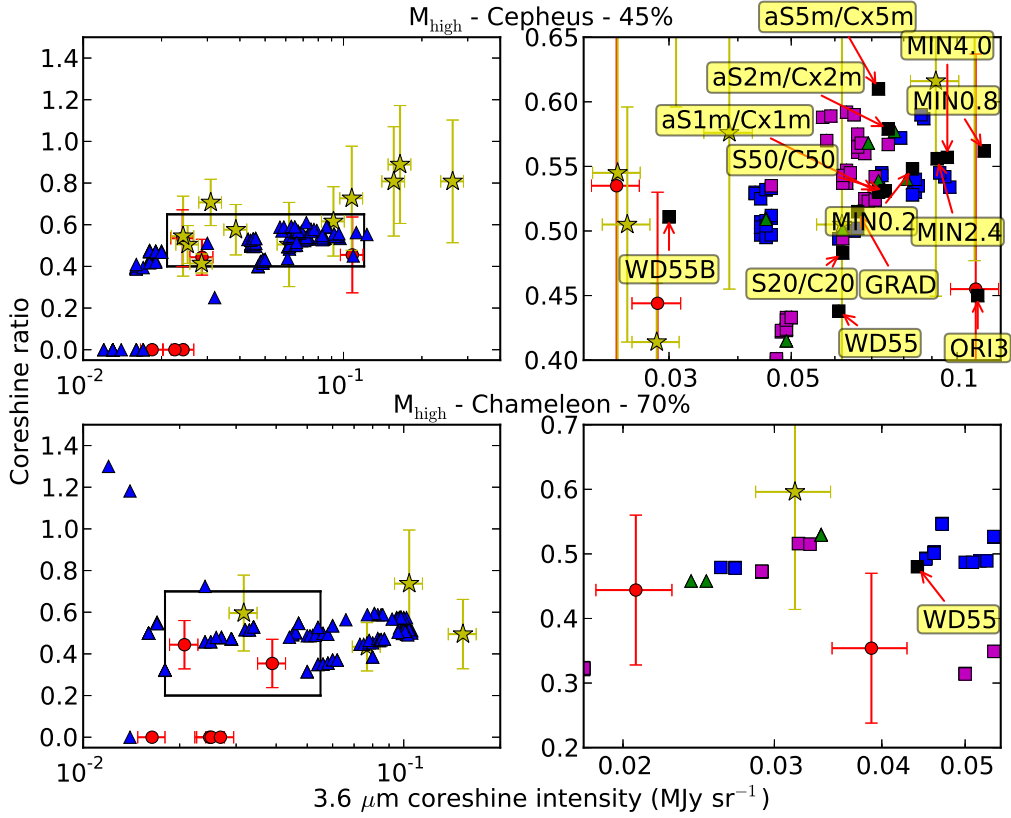 M_high - Cepheus - 45%
aS5m/Cx5m
MIN4.0
aS2m/Cx2m
MIN0.8
aS1m/Cx1m
S50/C50
MIN0.2
MIN2.4
WD55B
S20/C20
GRAD
WD55
ORI3
1.4
1.2
1.0
0.8
0.6
0.4
0.2
0.0
10^-2
10^-1
0.65
0.60
0.55
0.50
0.45
0.40
0.03
0.05
0.1
Coreshine ratio
M_high - Chameleon - 70%
1.4
1.2
1.0
0.8
0.6
0.4
0.2
0.0
10^-2
10^-1
0.7
0.6
0.5
0.4
0.3
0.2
WD55
0.02
0.03
0.04
0.05
3.6 μm coreshine intensity (MJy sr^−1)